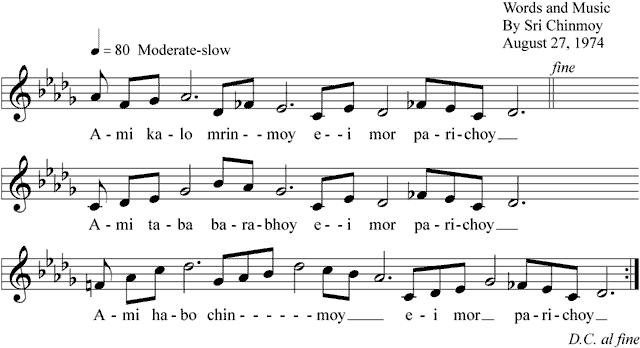 Words and Music
By Sri Chinmoy
August 27, 1974
= 80 Moderate-slow
fine
A - mi ka - lo mrin - - - moy e - - i mor pa - ri - choy
A - mi ta - ba ba - ra - bhoy e - - i mor pa - ri - choy
A - mi ha - bo chin - - - - - - moy e - i mor pa - ri - choy
D.C. al fine